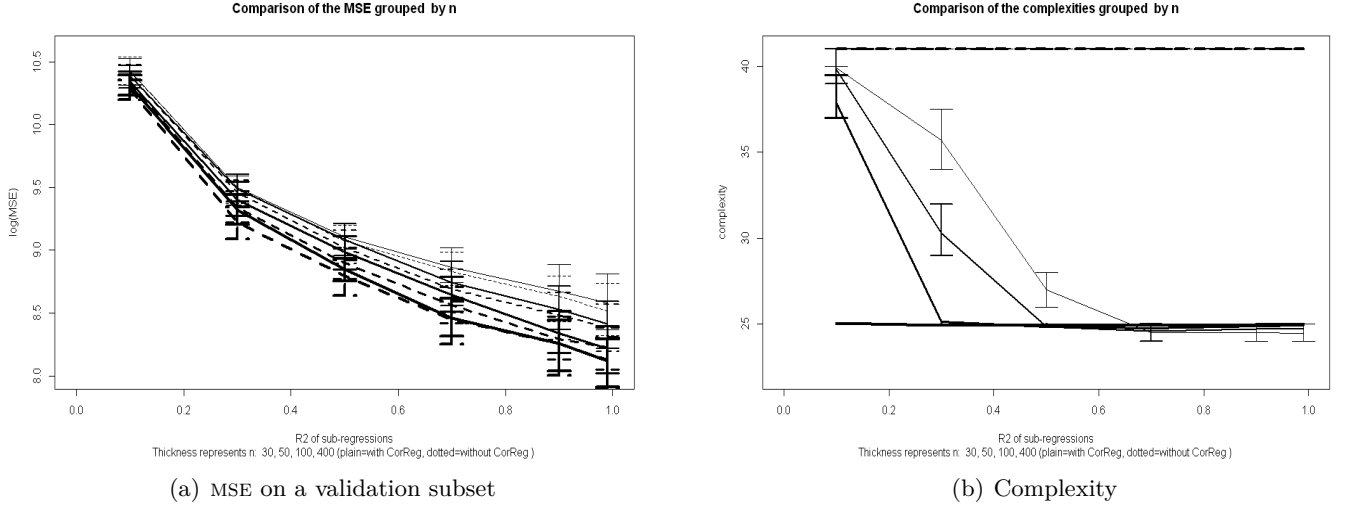 Comparison of the MSE grouped by n
log(MSE)
10.5
10.0
9.5
9.0
8.5
8.0
0.0 0.2 0.4 0.6 0.8 1.0
R2 of sub-regressions
Thickness represents n: 30, 50, 100, 400 (plain=with CorReg, dotted=without CorReg )
(a) MSE on a validation subset
Comparison of the complexities grouped by n
complexity
40
35
30
25
0.0 0.2 0.4 0.6 0.8 1.0
R2 of sub-regressions
Thickness represents n: 30, 50, 100, 400 (plain=with CorReg, dotted=without CorReg )
(b) Complexity